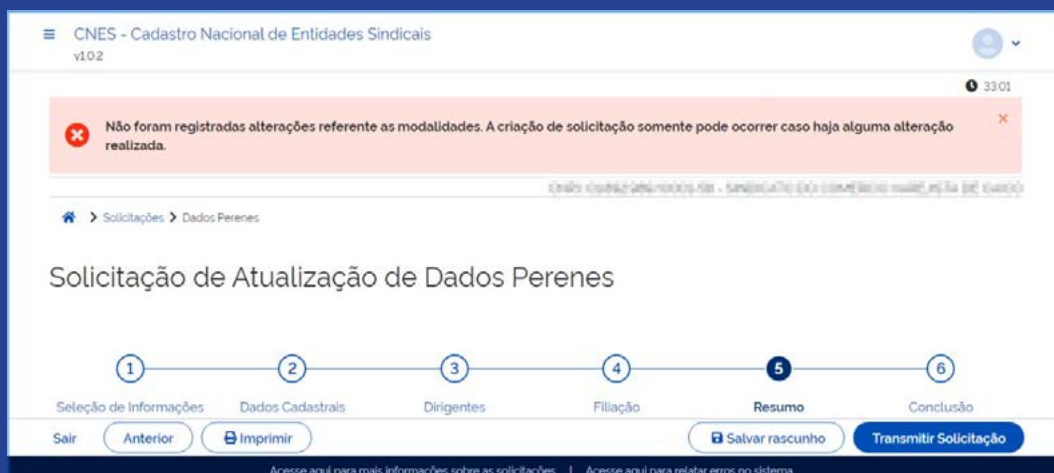 CNES - Cadastro Nacional de Entidades Sindicais
v1.0.2
33:01
Não foram registradas alterações referente as modalidades. A criação de solicitação somente pode ocorrer caso haja alguma alteração
realizada.
Solicitações > Dados Perenes
Solicitação de Atualização de Dados Perenes
1 2 3 4 5 6
Seleção de Informações Dados Cadastrais Dirigentes Filiação Resumo Conclusão
Sair Anterior Imprimir Salvar rascunho Transmitir Solicitação
Acesse aqui para mais informações sobre as solicitações | Acesse aqui para relatar erros no sistema